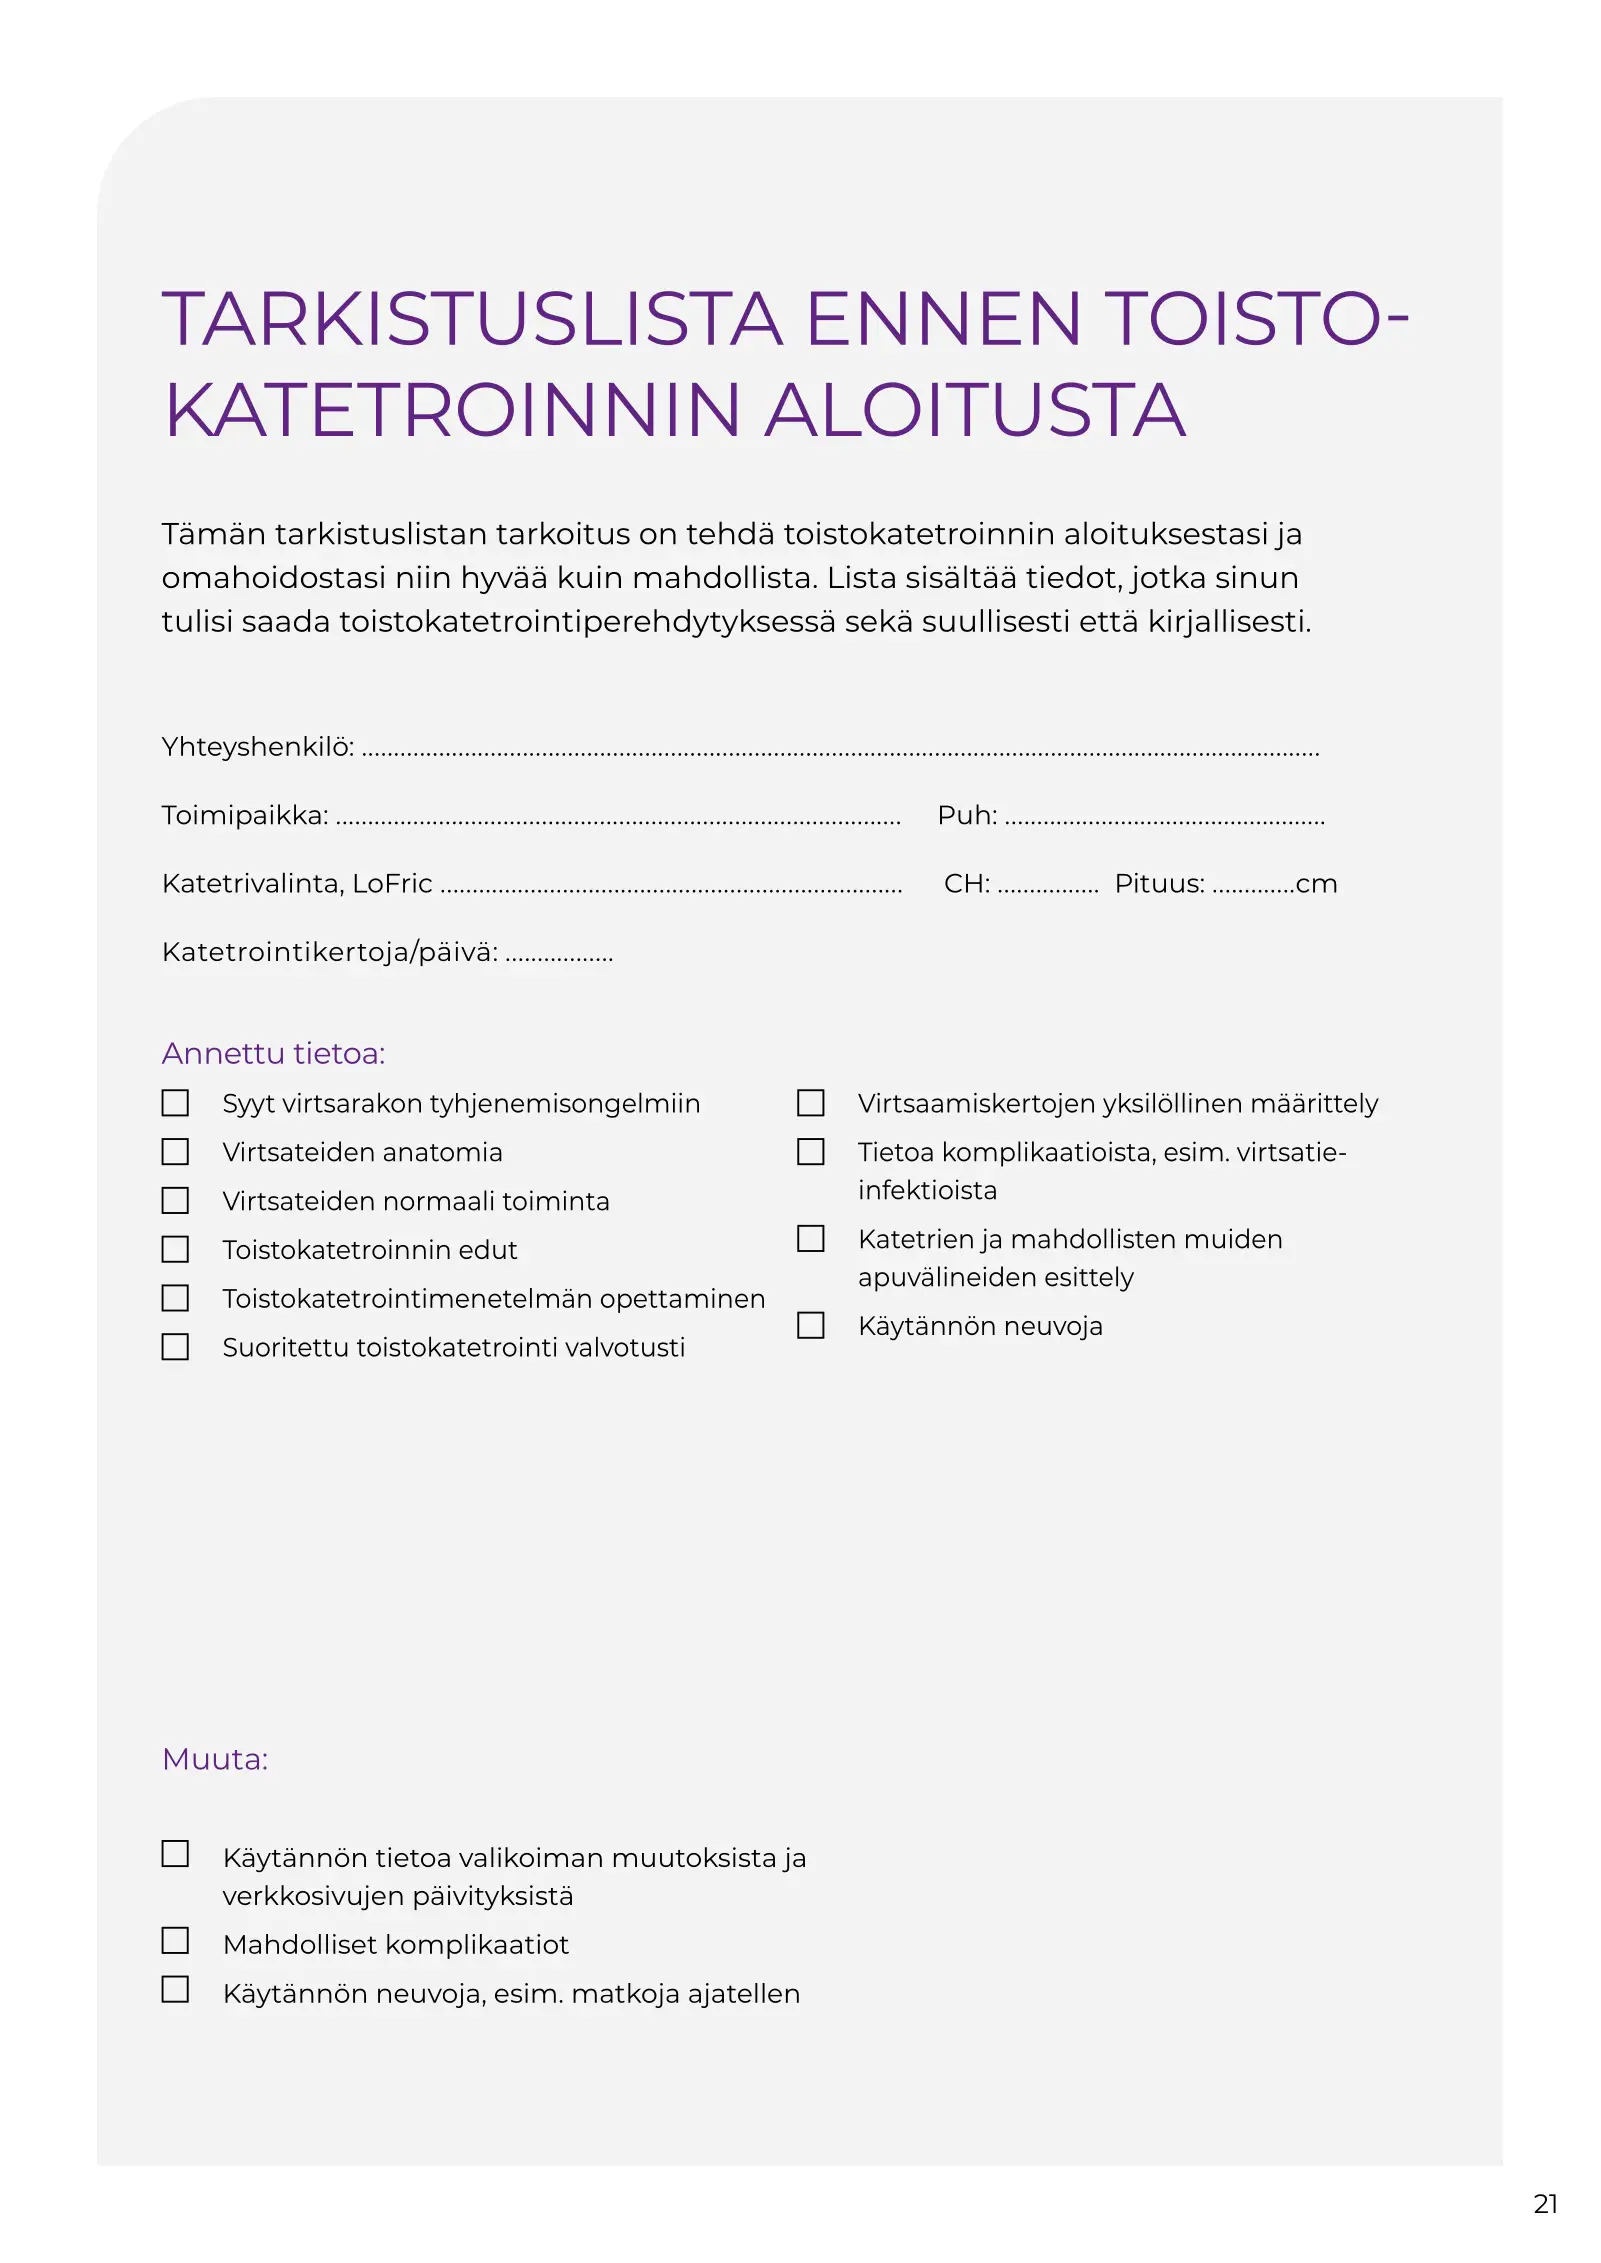 TARKISTUSLISTA ENNEN TOISTO-
KATETROINNIN ALOITUSTA
Tämän tarkistuslistan tarkoitus on tehdä toistokatetroinnin aloituksestasi ja
omahoidostasi niin hyvää kuin mahdollista. Lista sisältää tiedot, jotka sinun
tulisi saada toistokatetrointiperehdytyksessä sekä suullisesti että kirjallisesti.
Yhteyshenkilö: ......................................................................................................................................................
Toimipaikka: ........................................................................................ Puh: ..................................................
Katetrivalinta, LoFric ........................................................................ CH: ................ Pituus: .............cm
Katetrointikertoja/päivä: .................
Annettu tietoa:
Syyt virtsarakon tyhjenemisongelmiin
Virtsateiden anatomia
Virtsateiden normaali toiminta
Toistokatetroinnin edut
Toistokatetrointimenetelmän opettaminen
Suoritettu toistokatetrointi valvotusti
Virtsaamiskertojen yksilöllinen määrittely
Tietoa komplikaatioista, esim. virtsatie-
infektioista
Katetrien ja mahdollisten muiden
apuvälineiden esittely
Käytännön neuvoja
Muuta:
Käytännön tietoa valikoiman muutoksista ja
verkkosivujen päivityksistä
Mahdolliset komplikaatiot
Käytännön neuvoja, esim. matkoja ajatellen
21